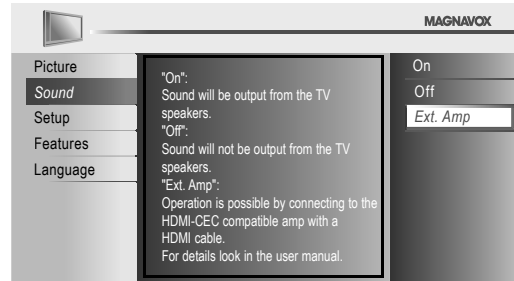 MAGNAVOX
Picture
Sound
Setup
Features
Language
"On":
Sound will be output from the TV
speakers.
"Off":
Sound will not be output from the TV
speakers.
"Ext. Amp":
Operation is possible by connecting to the
HDMI-CEC compatible amp with a
HDMI cable.
For details look in the user manual.
On
Off
Ext. Amp